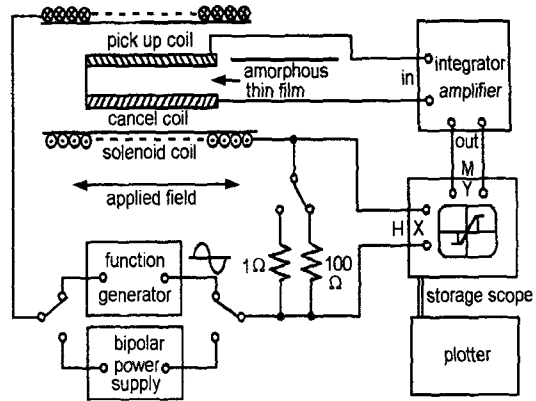 pick up coil
amorphous
thin film
cancel coil
solenoid coil
applied field
in
integrator
amplifier
out
M
Y
H X
function
generator
1Ω
100
Ω
storage scope
bipolar
power
supply
plotter